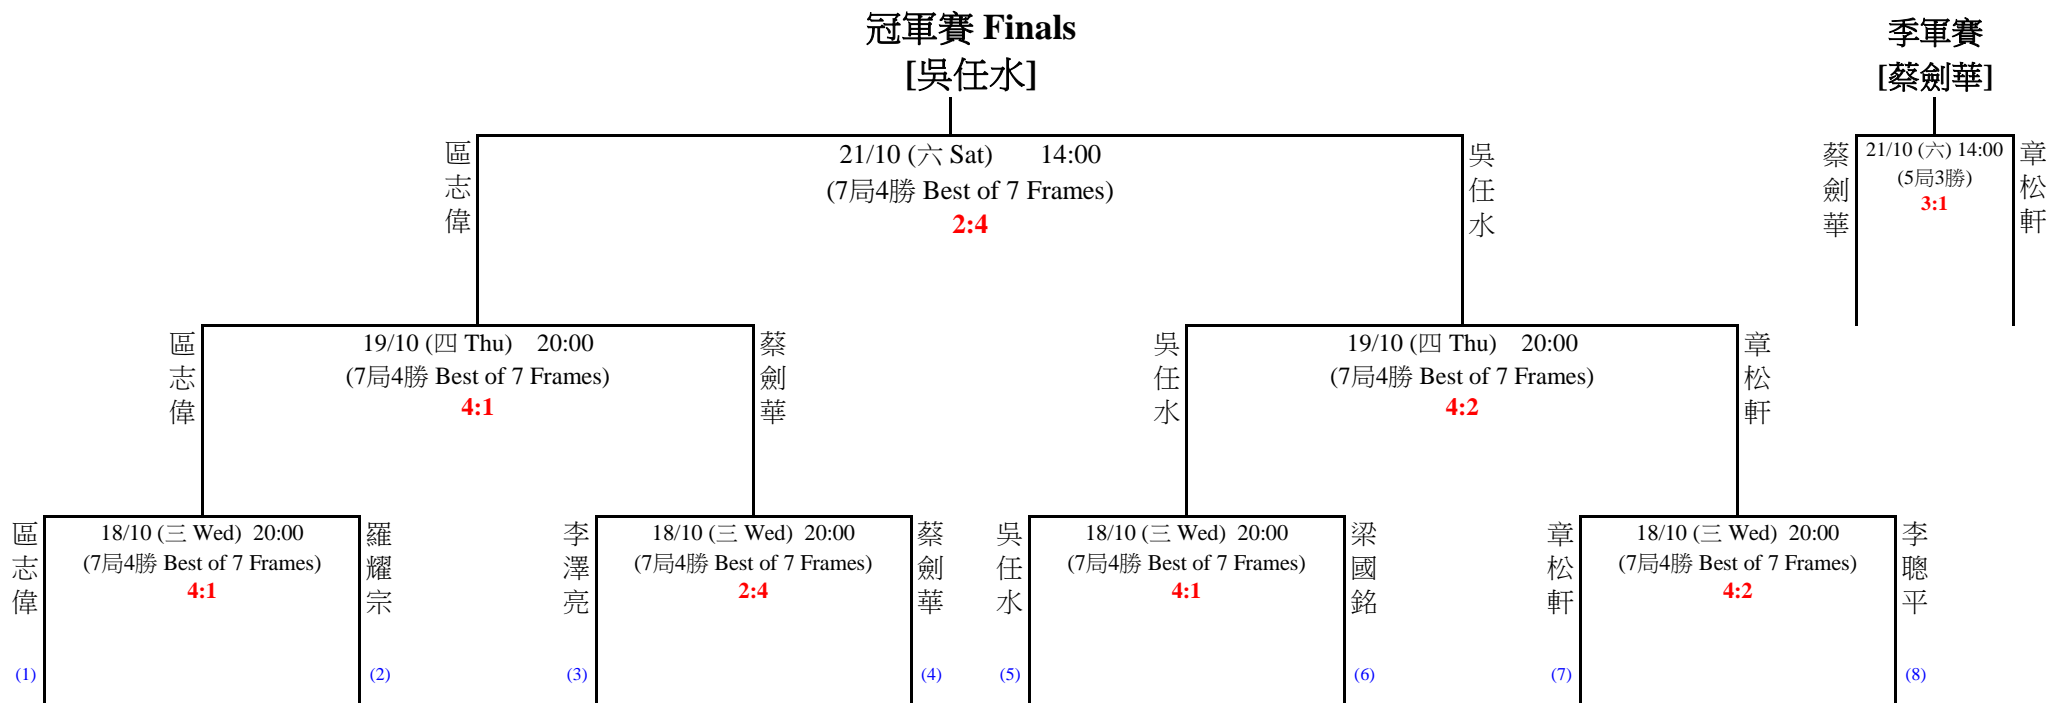 冠軍賽 Finals
[吳任水]
季軍賽
[蔡劍華]
區志偉
21/10 (六 Sat) 14:00
(7局4勝 Best of 7 Frames)
2:4
吳任水
蔡劍華
21/10 (六) 14:00
(5局3勝)
3:1
章松軒
區志偉
19/10 (四 Thu) 20:00
(7局4勝 Best of 7 Frames)
4:1
蔡劍華
吳任水
19/10 (四 Thu) 20:00
(7局4勝 Best of 7 Frames)
4:2
章松軒
區志偉
18/10 (三 Wed) 20:00
(7局4勝 Best of 7 Frames)
4:1
羅耀宗
李澤亮
18/10 (三 Wed) 20:00
(7局4勝 Best of 7 Frames)
2:4
蔡劍華
吳任水
18/10 (三 Wed) 20:00
(7局4勝 Best of 7 Frames)
4:1
梁國銘
章松軒
18/10 (三 Wed) 20:00
(7局4勝 Best of 7 Frames)
4:2
李聰平
(1)
(2)
(3)
(4)
(5)
(6)
(7)
(8)